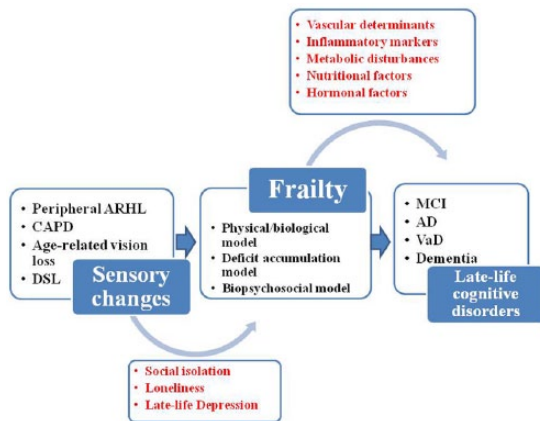 • Vascular determinants
• Inflammatory markers
• Metabolic disturbances
• Nutritional factors
• Hormonal factors
• Peripheral ARHL
• CAPD
• Age-related vision
loss
• DSL
Sensory
changes
Frailty
• Physical/biological
model
• Deficit accumulation
model
• Biopsychosocial model
• MCI
• AD
• VaD
• Dementia
Late-life
cognitive
disorders
• Social isolation
• Loneliness
• Late-life Depression